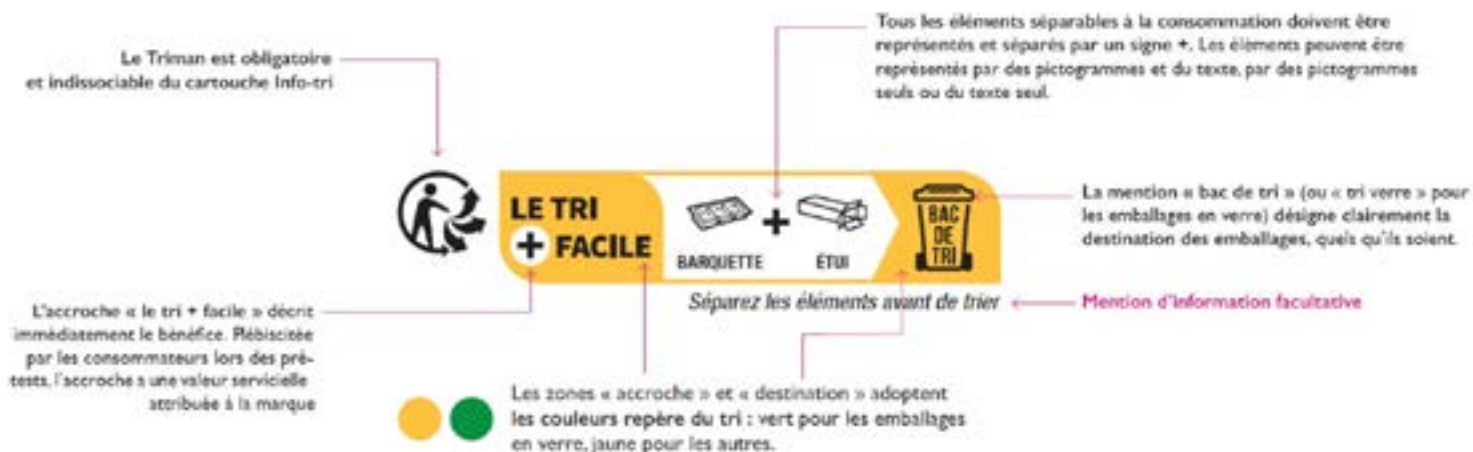 Le Triman est obligatoire
et indissociable du cartouche Info-tri
Tous les éléments séparables à la consommation doivent être
représentés et séparés par un signe +. Les éléments peuvent être
représentés par des pictogrammes et du texte, par des pictogrammes
seuls ou du texte seul.
LE TRI
+ FACILE
BARQUETTE
+
ÉTUI
BAC
DE
TRI
Séparez les éléments avant de trier
La mention « bac de tri » (ou « tri verre » pour
les emballages en verre) désigne clairement la
destination des emballages, quels qu'ils soient.
Mention d'information facultative
L'accroche « le tri + facile » décrit
immédiatement le bénéfice. Plébiscitée
par les consommateurs lors des pré-
tests, l'accroche a une valeur servicielle
attribuée à la marque
Les zones « accroche » et « destination » adoptent
les couleurs repère du tri : vert pour les emballages
en verre, jaune pour les autres.